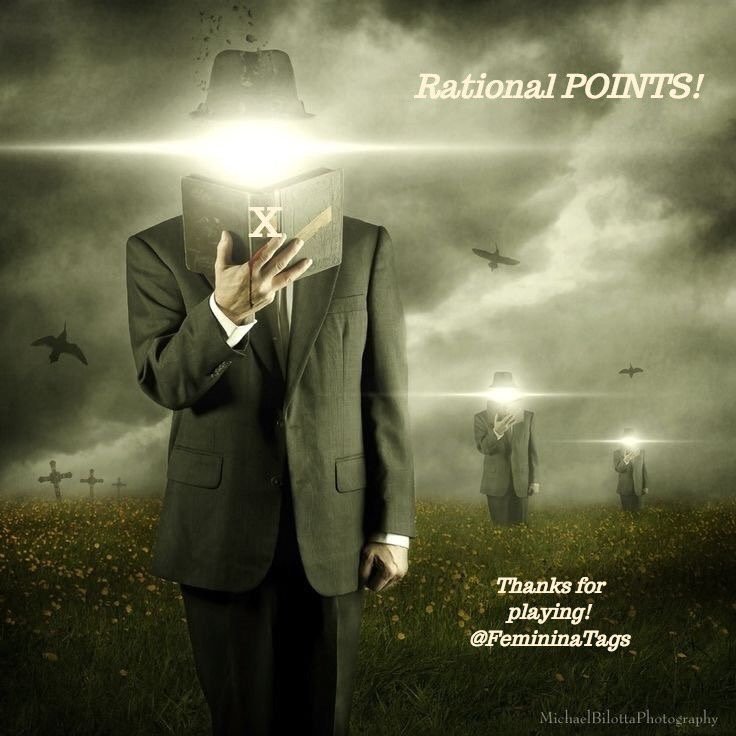 Rational POINTS!
X
Thanks for
playing!
@FemininaTags
MichaelBilottaPhotography